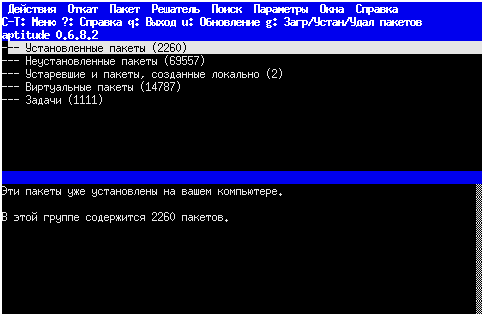 Действия Откат Пакет Решатель Поиск Параметры Окна Справка
C-T: Меню ?: Справка q: Выход u: Обновление g: Загр/Устан/Удал пакетов
aptitude 0.6.8.2
--- Установленные пакеты (2260)
--- Неустановленные пакеты (69557)
--- Устаревшие и пакеты, созданные локально (2)
--- Виртуальные пакеты (14787)
--- Задачи (1111)
Эти пакеты уже установлены на вашем компьютере.
В этой группе содержится 2260 пакетов.